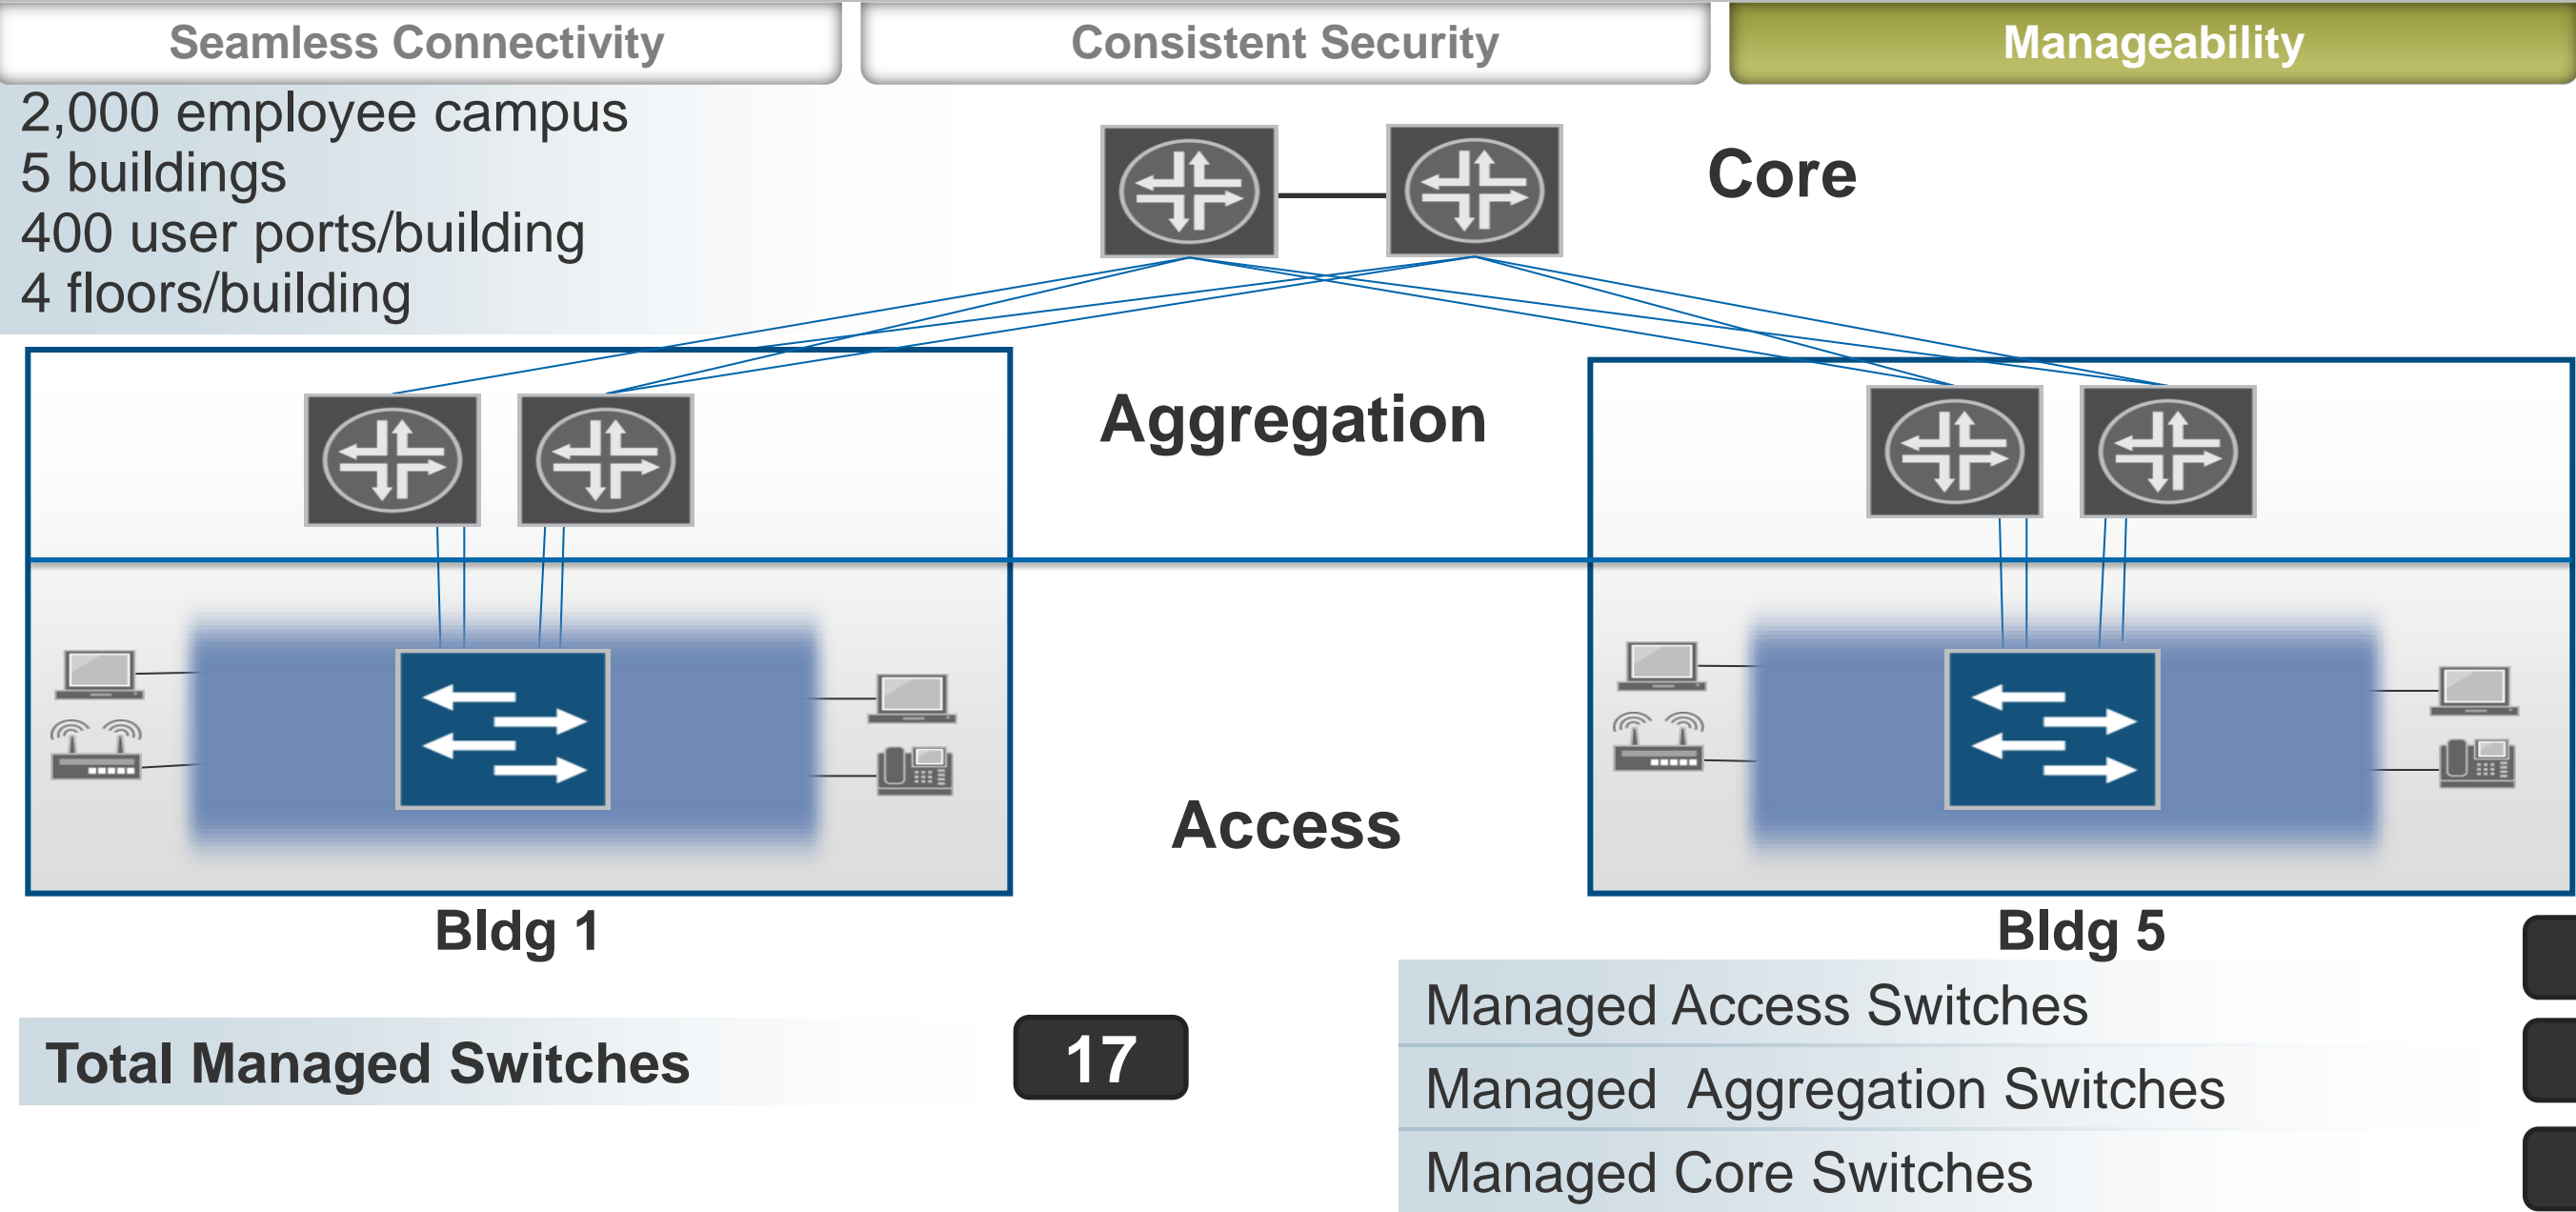 Seamless Connectivity
Consistent Security
Manageability
2,000 employee campus
5 buildings
400 user ports/building
4 floors/building
Core
Aggregation
Access
Bldg 1
Bldg 5
Total Managed Switches
17
Managed Access Switches
Managed Aggregation Switches
Managed Core Switches